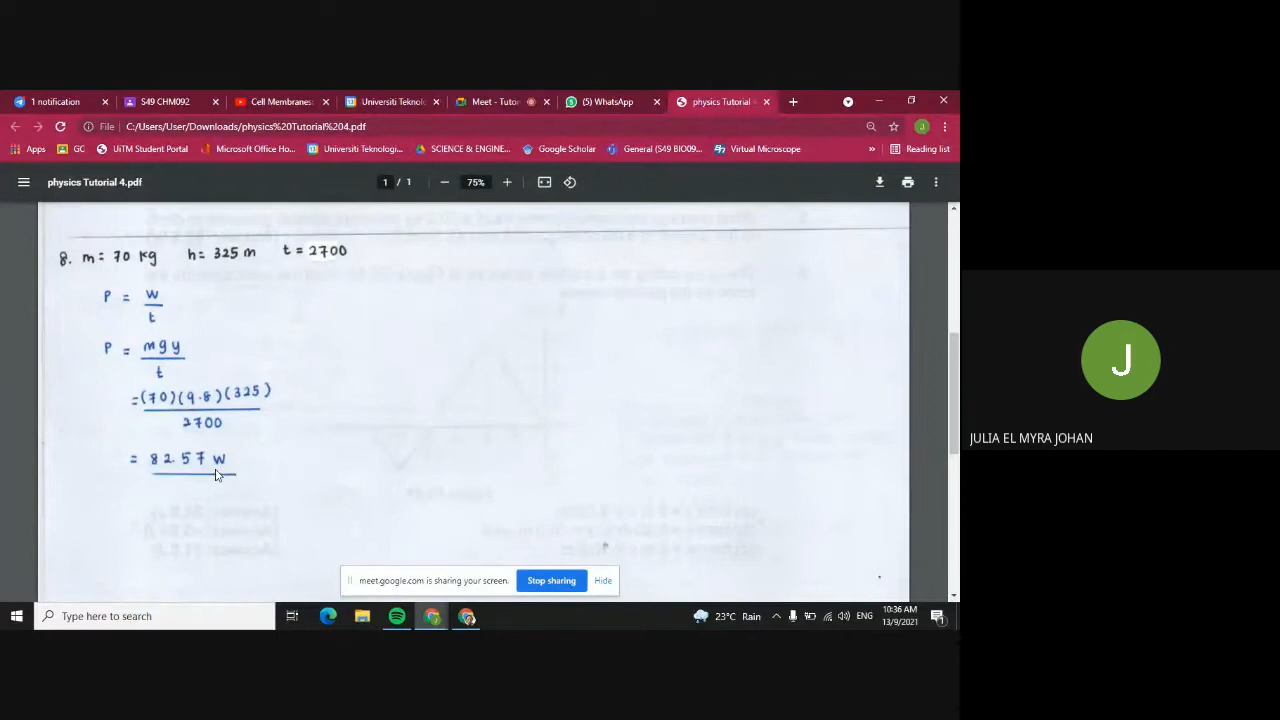 1 notification
S49 CHM092
Cell Membranes
Universiti Teknol
Meet - Tutor
(5) WhatsApp
physics Tutorial
File C:/Users/User/Downloads/physics%20Tutorial%204.pdf
J
Apps
GC
UiTM Student Portal
Microsoft Office Ho...
Universiti Teknologi...
SCIENCE & ENGINE...
Google Scholar
General (S49 BIO09...
Virtual Microscope
»
Reading list
physics Tutorial 4.pdf
1 / 1
75%
8. m = 70 kg h = 325 m t = 2700
P = W
t
P = mgy
t
= (70)(9.8)(325)
2700
= 82.57 W
meet.google.com is sharing your screen.
Stop sharing
Hide
J
JULIA EL MYRA JOHAN
Type here to search
23°C Rain
ENG
10:36 AM
13/9/2021